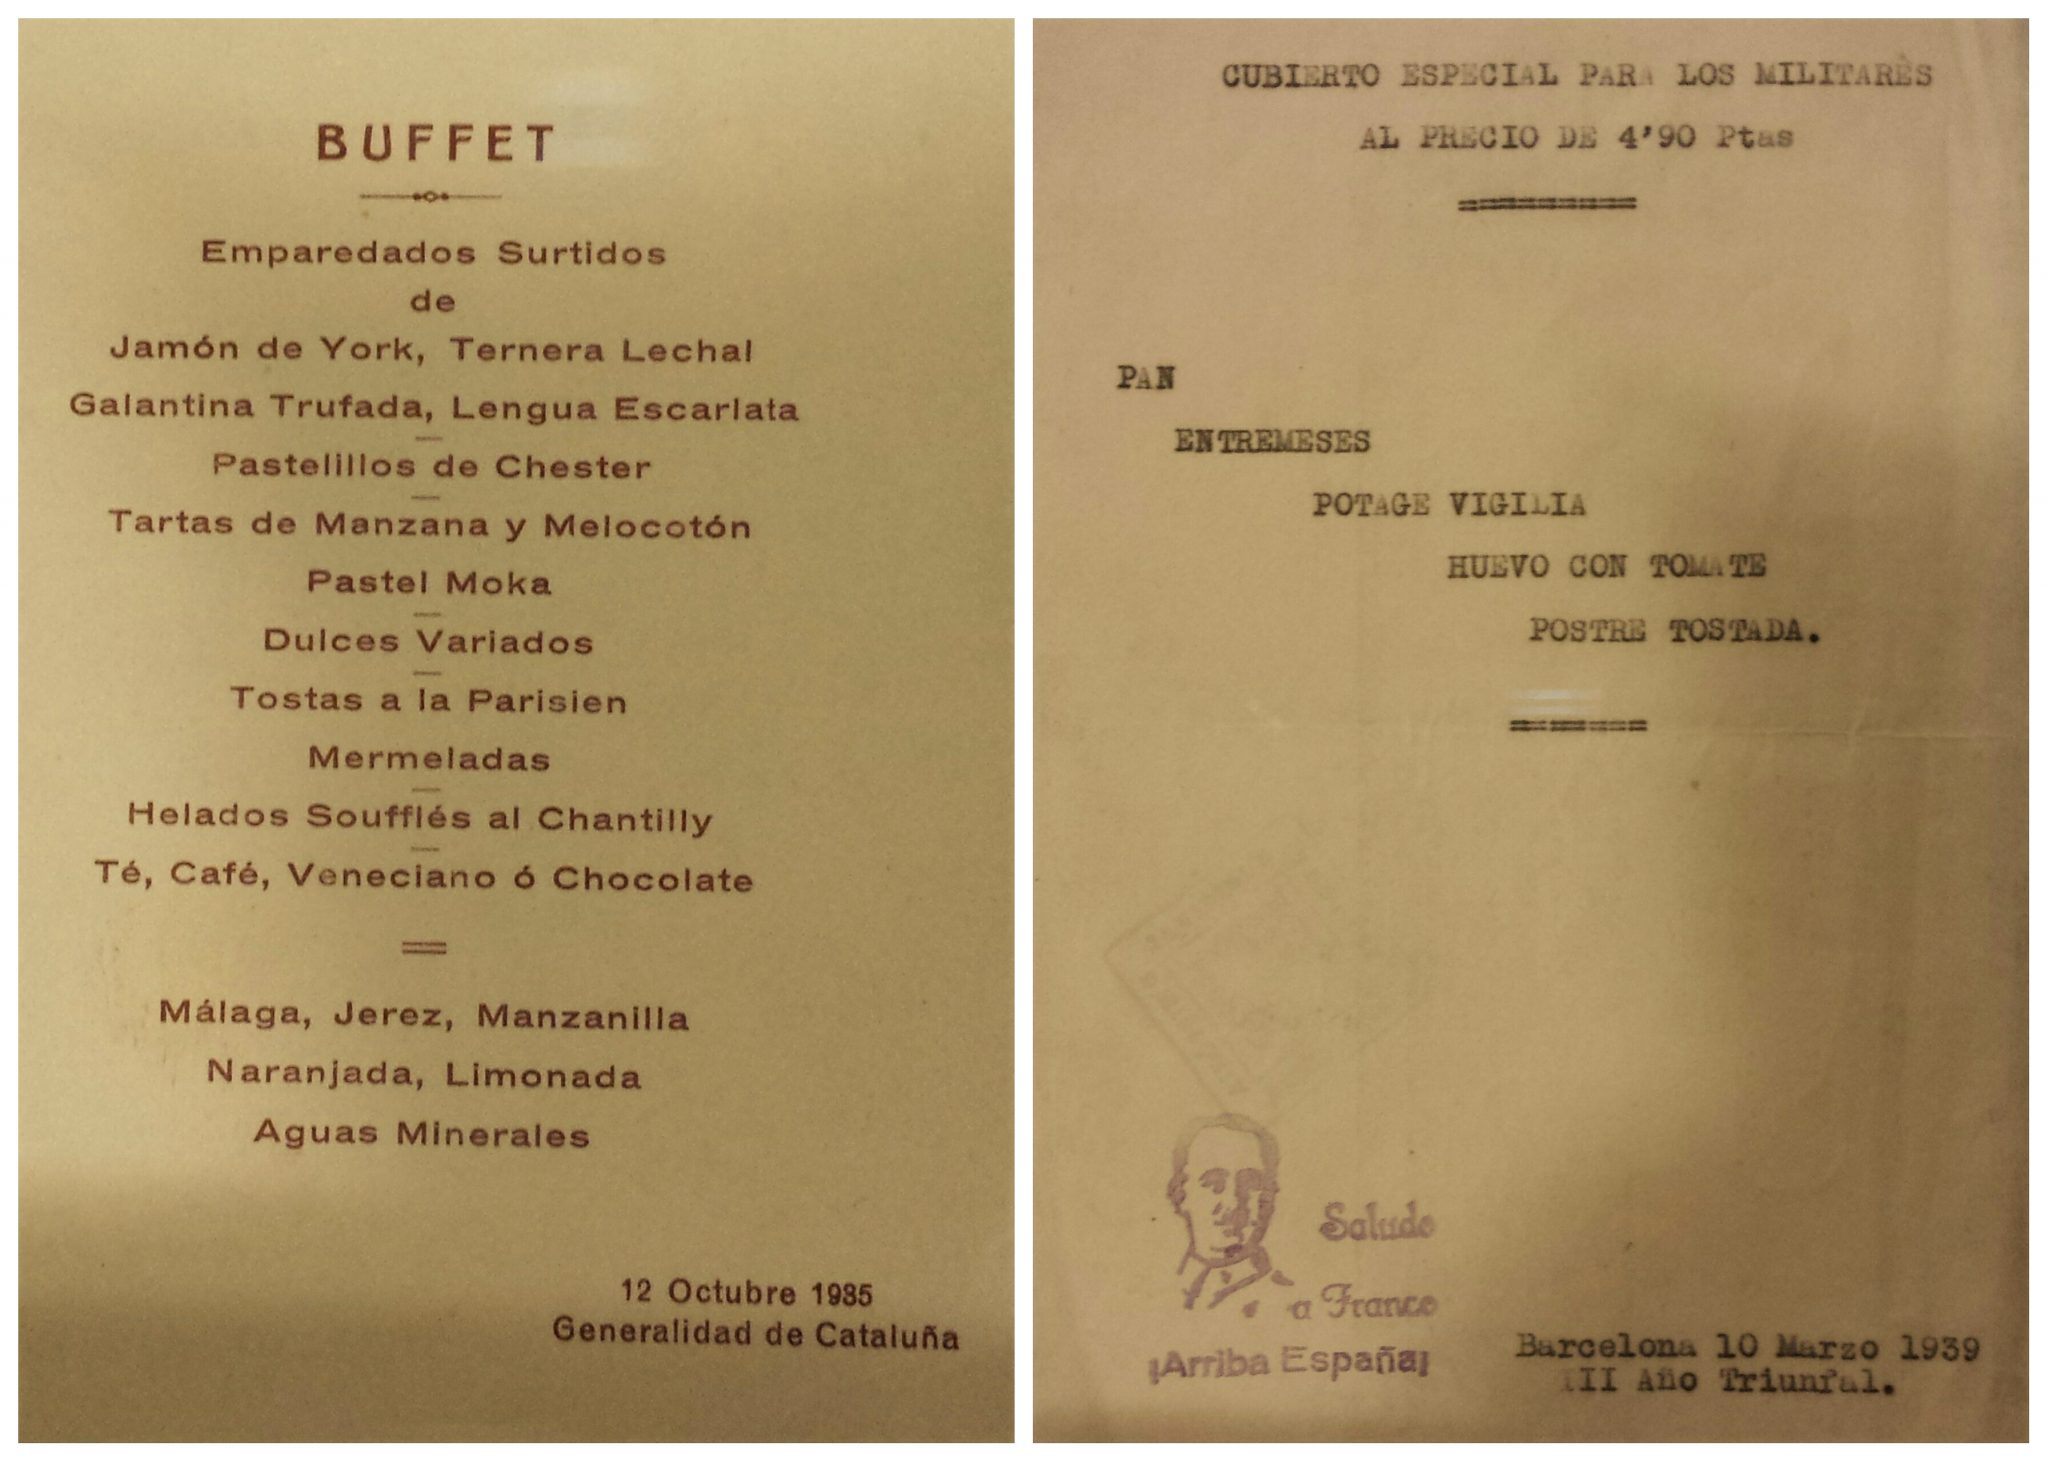 BUFFET
Emparedados Surtidos
de
Jamón de York, Ternera Lechal
Galantina Trufada, Lengua Escarlata
Pastelillos de Chester
Tartas de Manzana y Melocotón
Pastel Moka
Dulces Variados
Tostas a la Parisien
Mermeladas
Helados Soufflés al Chantilly
Té, Café, Veneciano ó Chocolate
Málaga, Jerez, Manzanilla
Naranjada, Limonada
Aguas Minerales
12 Octubre 1935
Generalidad de Cataluña
CUBIERTO ESPECIAL PARA LOS MILITARÈS
AL PRECIO DE 4'90 Ptas
PAN
ENTREMESES
POTAGE VIGILIA
HUEVO CON TOMATE
POSTRE TOSTADA.
Saludo
a Franco
¡Arriba España!
Barcelona 10 Marzo 1939
III Año Triunfal.